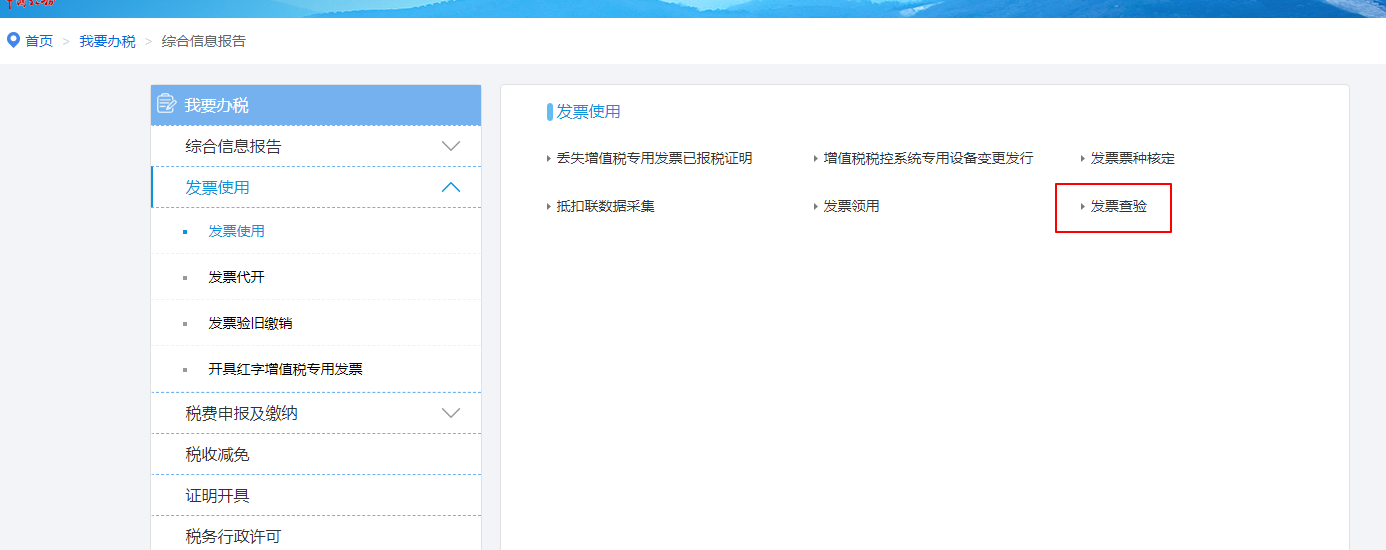 首页 > 我要办税 > 综合信息报告
我要办税
综合信息报告
发票使用
发票使用
发票代开
发票验旧缴销
开具红字增值税专用发票
税费申报及缴纳
税收减免
证明开具
税务行政许可
发票使用
丢失增值税专用发票已报税证明
增值税税控系统专用设备变更发行
发票票种核定
抵扣联数据采集
发票领用
发票查验